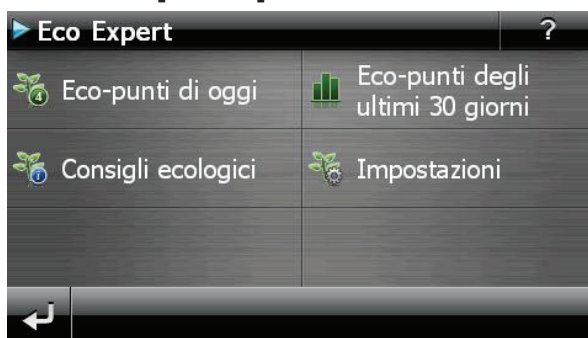 Eco Expert
?
Eco-punti di oggi
Eco-punti degli
ultimi 30 giorni
Consigli ecologici
Impostazioni